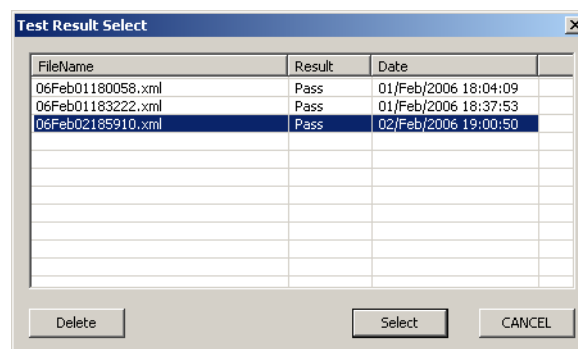 Test Result Select
FileName Result Date
06Feb01180058.xml Pass 01/Feb/2006 18:04:09
06Feb01183222.xml Pass 01/Feb/2006 18:37:53
06Feb02185910.xml Pass 02/Feb/2006 19:00:50
Delete Select CANCEL